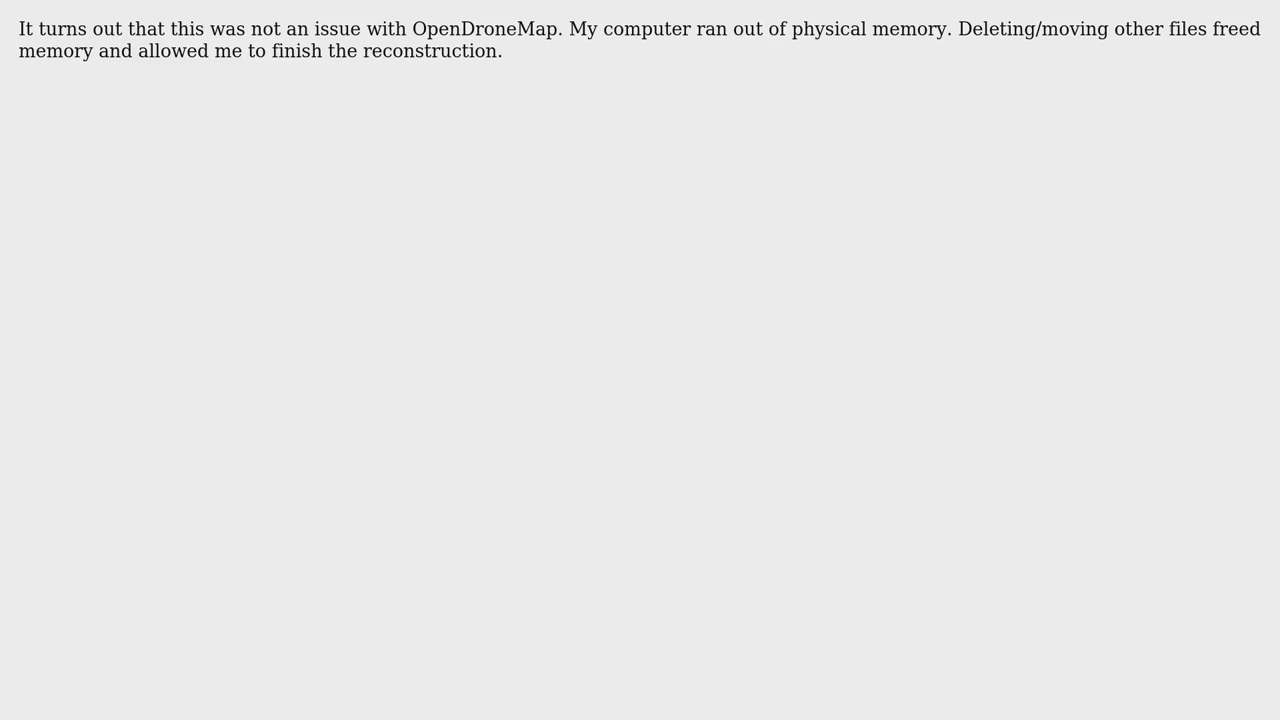 It turns out that this was not an issue with OpenDroneMap. My computer ran out of physical memory. Deleting/moving other files freed
memory and allowed me to finish the reconstruction.